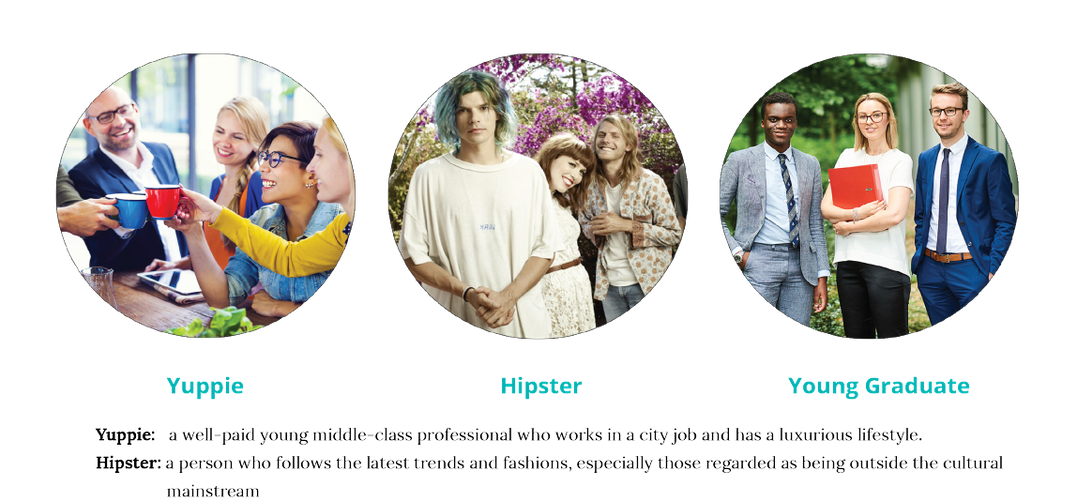 Yuppie
Hipster
Young Graduate
Yuppie: a well-paid young middle-class professional who works in a city job and has a luxurious lifestyle.
Hipster: a person who follows the latest trends and fashions, especially those regarded as being outside the cultural
mainstream